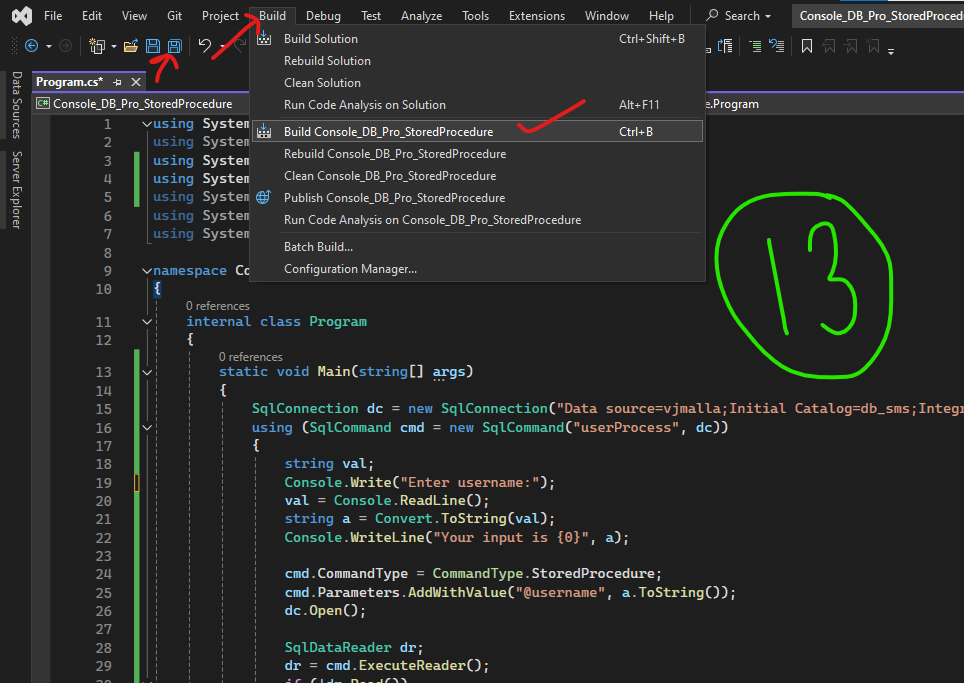 File Edit View Git Project Build Debug Test Analyze Tools Extensions Window Help Search Console_DB_Pro_StoredProced
Build Solution Ctrl+Shift+B
Rebuild Solution
Clean Solution
Run Code Analysis on Solution Alt+F11
Build Console_DB_Pro_StoredProcedure Ctrl+B
Rebuild Console_DB_Pro_StoredProcedure
Clean Console_DB_Pro_StoredProcedure
Publish Console_DB_Pro_StoredProcedure
Run Code Analysis on Console_DB_Pro_StoredProcedure
Batch Build...
Configuration Manager...
13
Data Sources
Server Explorer
Program.cs*
C# Console_DB_Pro_StoredProcedure e.Program
1 using System
2 using System
3 using System
4 using System
5 using System
6 using System
7 using System
8
9 namespace Co
10 {
0 references
11 internal class Program
12 {
0 references
13 static void Main(string[] args)
14 {
15 SqlConnection dc = new SqlConnection("Data source=vjmalla;Initial Catalog=db_sms;Integr
16 using (SqlCommand cmd = new SqlCommand("userProcess", dc))
17 {
18 string val;
19 Console.Write("Enter username:");
20 val = Console.ReadLine();
21 string a = Convert.ToString(val);
22 Console.WriteLine("Your input is {0}", a);
23
24 cmd.CommandType = CommandType.StoredProcedure;
25 cmd.Parameters.AddWithValue("@username", a.ToString());
26 dc.Open();
27
28 SqlDataReader dr;
29 dr = cmd.ExecuteReader();
30 if (!dr.Read())